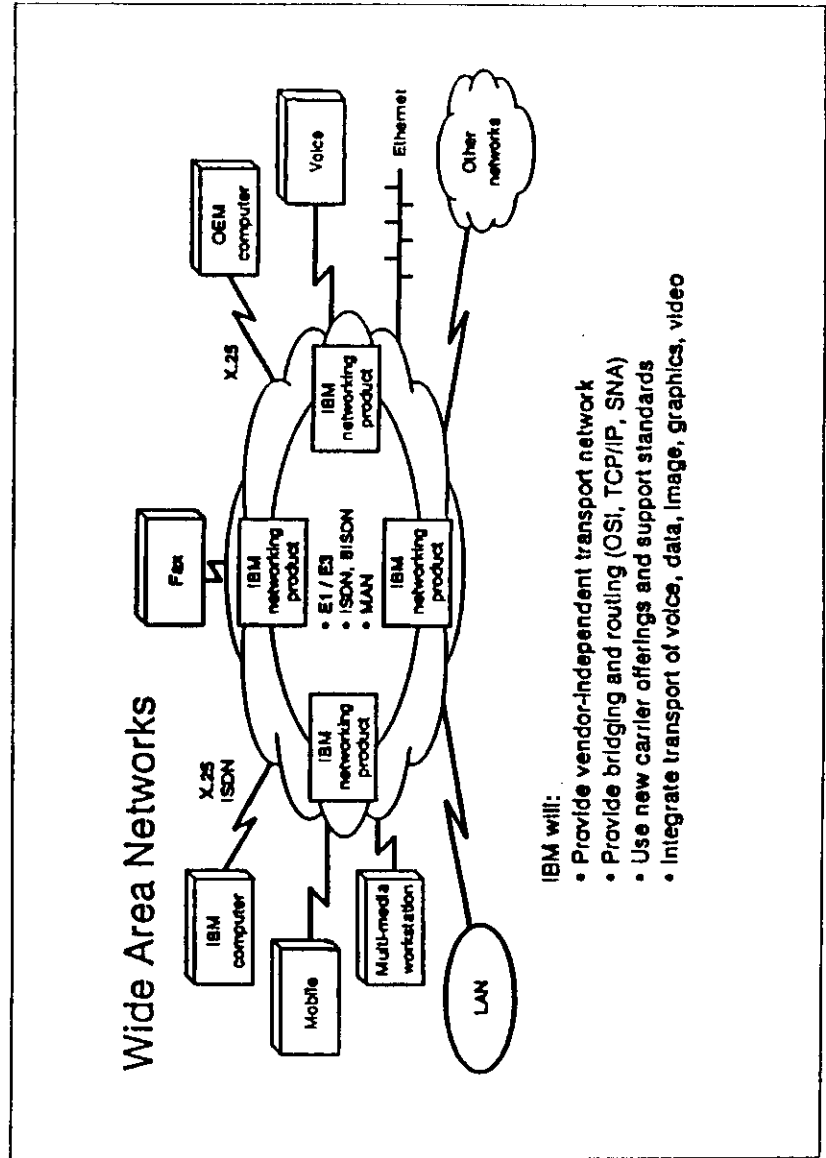 Wide Area Networks
Fax
X.25
ISDN
X.25
IBM
computer
OEM
computer
Mobile
Voice
Multi-media
workstation
Ethernet
LAN
Other
networks
IBM
networking
product
IBM
networking
product
• E1 / E3
• ISDN, BISDN
• MAN
IBM
networking
product
IBM
networking
product
IBM will:
• Provide vendor-independent transport network
• Provide bridging and routing (OSI, TCP/IP, SNA)
• Use new carrier offerings and support standards
• Integrate transport of voice, data, image, graphics, video